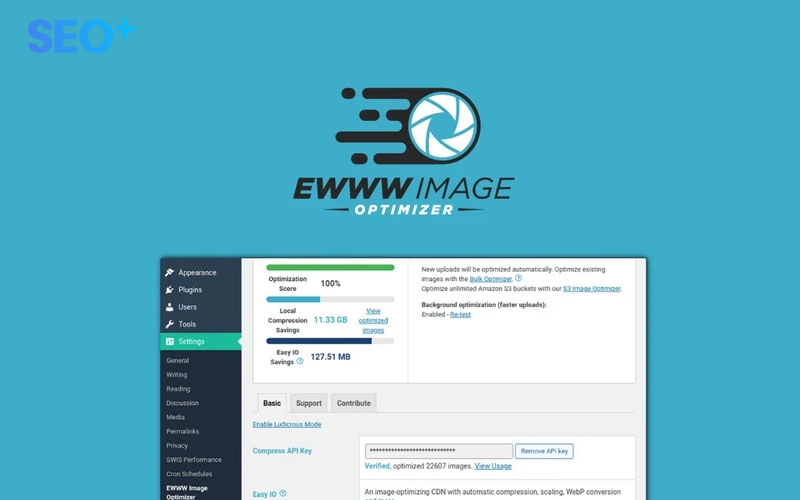 SEO+
EWWW IMAGE
OPTIMIZER
Appearance
Plugins
Users
Tools
Settings
General
Writing
Reading
Discussion
Media
Permalinks
Privacy
SWIS Performance
Cron Schedules
EWWW Image
Optimizer
Optimization
Score
100%
Local
Compression
Savings
11.33 GB
View
optimized
images
Easy IO
Savings
127.51 MB
New uploads will be optimized automatically. Optimize existing
images with the Bulk Optimizer.
Optimize unlimited Amazon S3 buckets with our S3 Image Optimizer.
Background optimization (faster uploads):
Enabled - Re-test
Basic
Support
Contribute
Enable Ludicrous Mode
Compress API Key
****************************
Remove API key
Verified, optimized 22607 images. View Usage
Easy IO
An image-optimizing CDN with automatic compression, scaling, WebP conversion